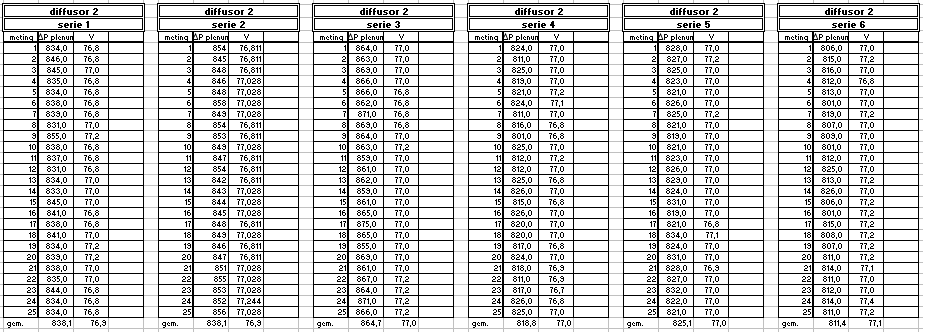 diffusor 2
serie 1
meting ΔP plenun V
1 834,0 76,8
2 846,0 76,8
3 845,0 77,0
4 835,0 76,8
5 834,0 76,8
6 838,0 76,8
7 839,0 76,8
8 831,0 77,0
9 855,0 77,2
10 838,0 76,8
11 837,0 76,8
12 831,0 76,8
13 834,0 77,0
14 833,0 77,0
15 845,0 77,0
16 841,0 76,8
17 838,0 76,8
18 841,0 77,0
19 834,0 77,2
20 839,0 77,0
21 838,0 77,0
22 835,0 77,0
23 844,0 76,8
24 834,0 76,8
25 834,0 76,8
gem. 838,1 76,9
diffusor 2
serie 2
meting ΔP plenun V
1 854 76,811
2 845 76,811
3 848 76,811
4 846 77,028
5 848 77,028
6 858 77,028
7 849 77,028
8 854 76,811
9 853 76,811
10 849 77,028
11 847 76,811
12 854 76,811
13 842 76,811
14 843 77,028
15 844 77,028
16 845 77,028
17 848 76,811
18 849 77,028
19 846 76,811
20 847 76,811
21 851 77,028
22 855 77,028
23 853 77,028
24 852 77,244
25 856 77,028
gem. 838,1 76,9
diffusor 2
serie 3
meting ΔP plenun V
1 864,0 77,0
2 863,0 77,0
3 869,0 77,0
4 866,0 77,0
5 866,0 76,8
6 862,0 76,8
7 871,0 76,8
8 869,0 76,8
9 864,0 77,0
10 863,0 77,2
11 859,0 77,0
12 861,0 77,0
13 862,0 77,0
14 859,0 77,0
15 861,0 77,0
16 865,0 77,0
17 875,0 77,0
18 865,0 77,0
19 855,0 77,0
20 869,0 77,0
21 861,0 77,0
22 867,0 77,2
23 864,0 77,2
24 871,0 77,2
25 866,0 77,2
gem. 864,7 77,0
diffusor 2
serie 4
meting ΔP plenun V
1 824,0 77,0
2 811,0 77,0
3 825,0 77,0
4 819,0 77,0
5 821,0 77,2
6 824,0 77,1
7 811,0 77,0
8 816,0 76,8
9 801,0 76,8
10 825,0 77,0
11 812,0 77,2
12 812,0 77,0
13 825,0 76,8
14 826,0 77,0
15 815,0 76,8
16 826,0 77,0
17 820,0 77,0
18 820,0 77,0
19 817,0 76,8
20 824,0 77,0
21 818,0 76,9
22 811,0 76,9
23 817,0 76,7
24 826,0 76,8
25 825,0 77,0
gem. 818,8 77,0
diffusor 2
serie 5
meting ΔP plenun V
1 828,0 77,0
2 827,0 77,2
3 825,0 77,0
4 823,0 77,0
5 821,0 77,0
6 826,0 77,0
7 825,0 77,2
8 821,0 77,0
9 819,0 77,0
10 821,0 77,0
11 823,0 77,0
12 826,0 77,0
13 829,0 77,0
14 824,0 77,0
15 831,0 77,0
16 819,0 77,0
17 821,0 76,8
18 834,0 77,1
19 824,0 77,0
20 831,0 77,0
21 828,0 76,9
22 827,0 77,0
23 832,0 77,0
24 822,0 77,0
25 821,0 77,0
gem. 825,1 77,0
diffusor 2
serie 6
meting ΔP plenun V
1 806,0 77,0
2 815,0 77,2
3 816,0 77,0
4 812,0 76,8
5 813,0 77,0
6 801,0 77,0
7 819,0 77,2
8 807,0 77,0
9 809,0 77,0
10 801,0 77,0
11 812,0 77,0
12 825,0 77,0
13 813,0 77,2
14 826,0 77,0
15 806,0 77,2
16 801,0 77,2
17 815,0 77,2
18 808,0 77,2
19 807,0 77,2
20 811,0 77,2
21 814,0 77,1
22 811,0 77,2
23 812,0 77,0
24 814,0 77,4
25 811,0 77,2
gem. 811,4 77,1